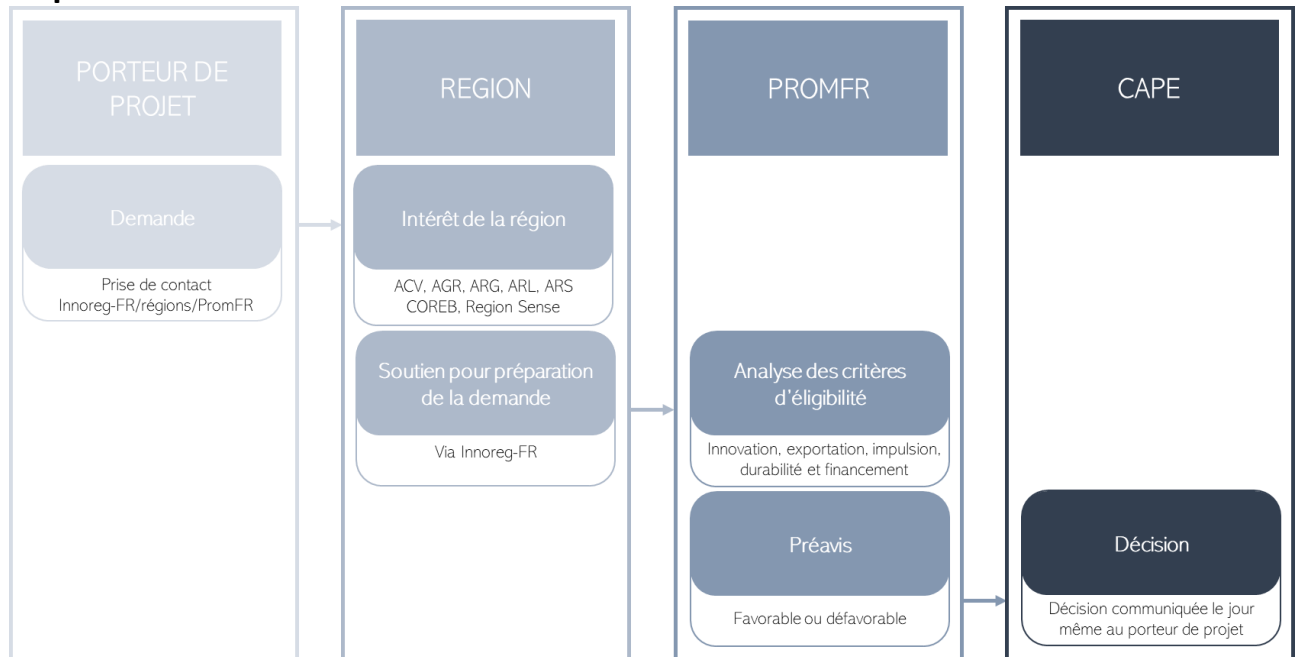 PORTEUR DE
PROJET
Demande
Prise de contact
Innoreg-FR/régions/PromFR
REGION
Intérêt de la région
ACV, AGR, ARG, ARL, ARS
COREB, Region Sense
Soutien pour préparation
de la demande
Via Innoreg-FR
PROMFR
Analyse des critères
d'éligibilité
Innovation, exportation, impulsion,
durabilité et financement
Préavis
Favorable ou défavorable
CAPE
Décision
Décision communiquée le jour
même au porteur de projet